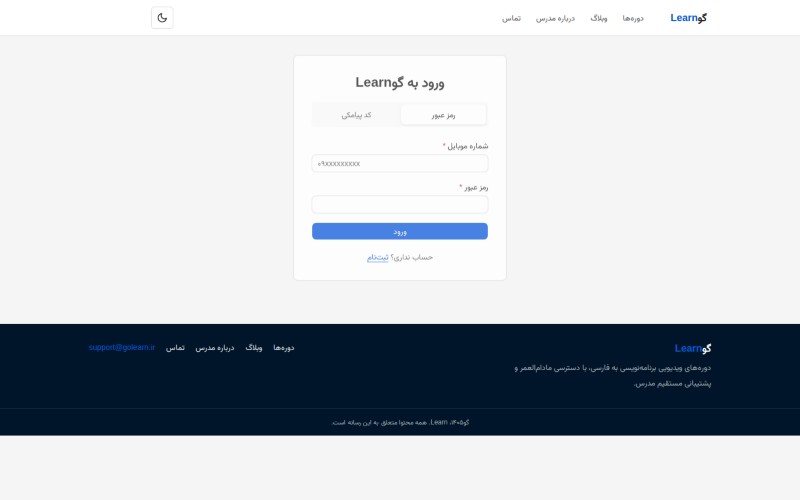 گوLearn
دوره‌ها
وبلاگ
درباره مدرس
تماس
ورود به گوLearn
رمز عبور
کد پیامکی
شماره موبایل *
۰۹xxxxxxxxx
رمز عبور *
ورود
حساب نداری؟ ثبت‌نام
گوLearn
دوره‌های ویدیویی برنامه‌نویسی به فارسی، با دسترسی مادام‌العمر و
پشتیبانی مستقیم مدرس.
دوره‌ها
وبلاگ
درباره مدرس
تماس
support@golearn.ir
گوLearn ،۱۴۰۵. همه محتوا متعلق به این رسانه است.